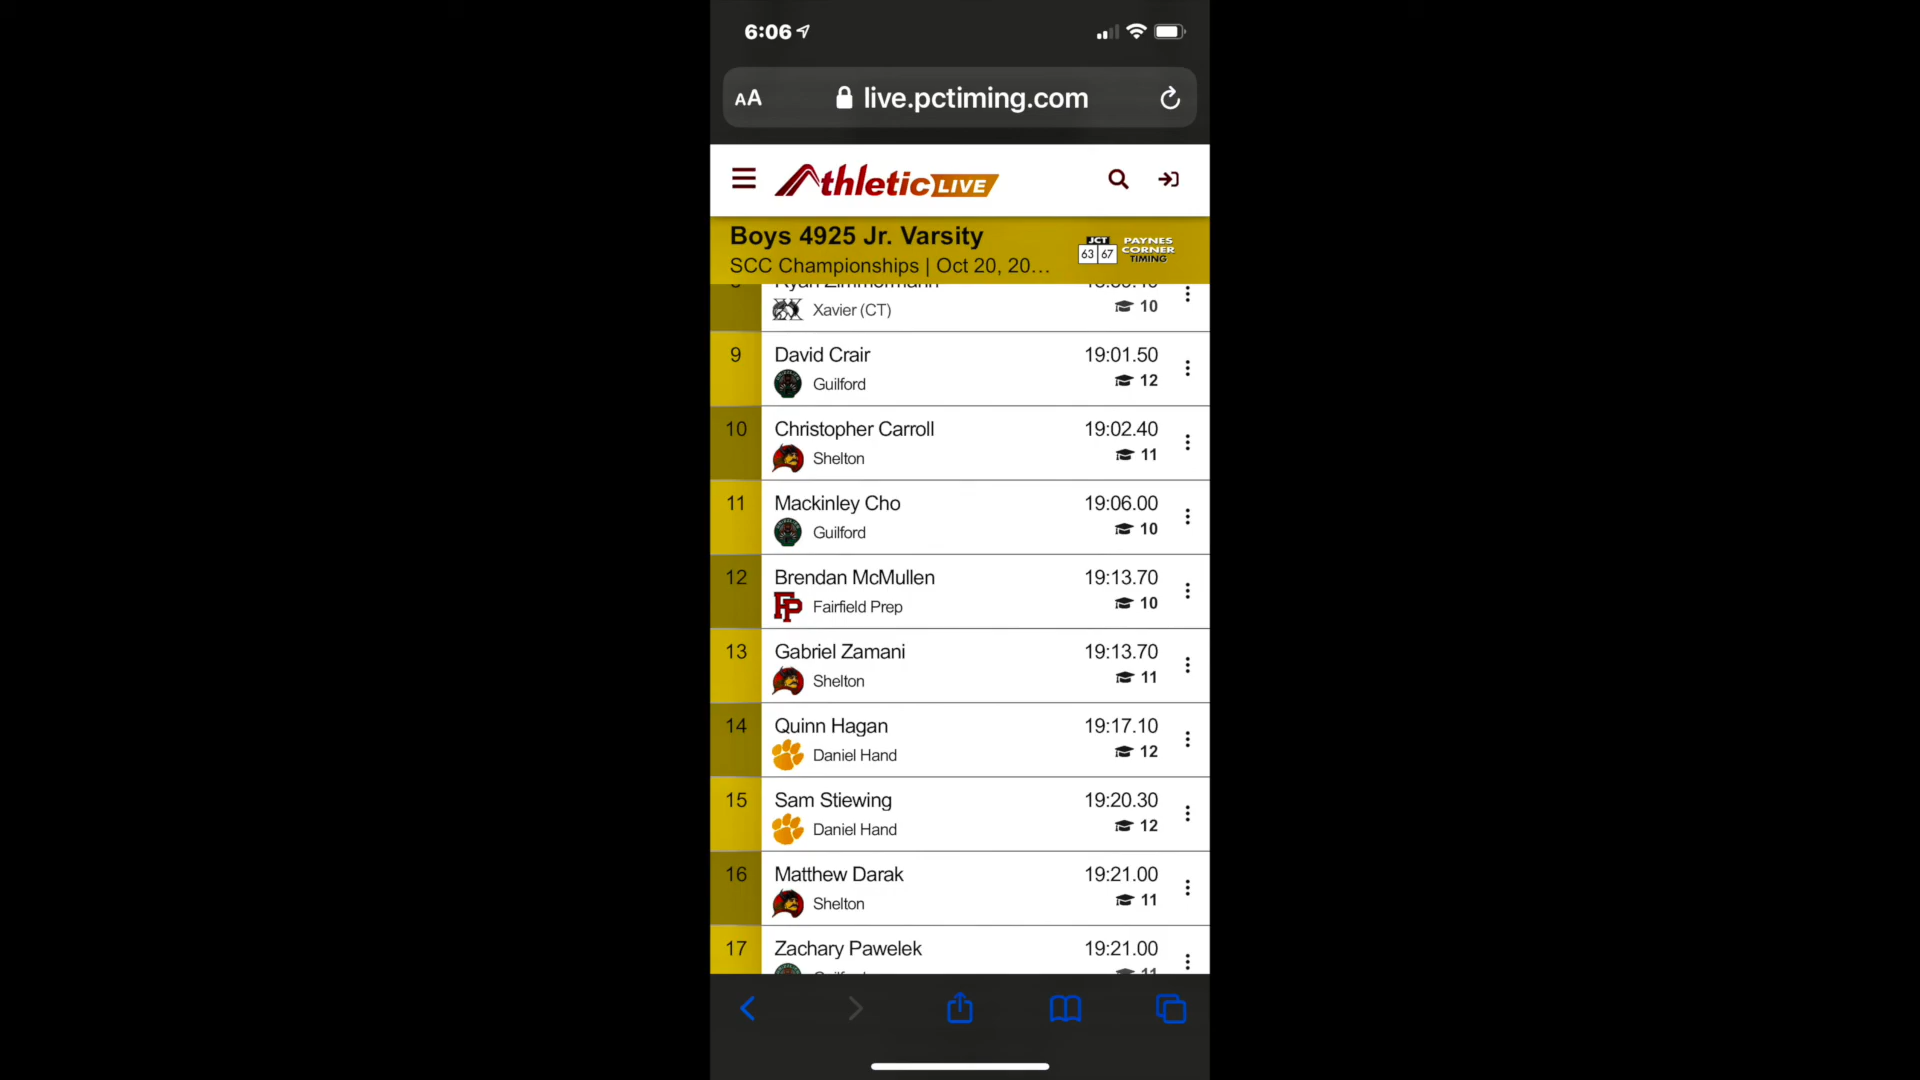 6:06
AA live.pctiming.com
Athletic LIVE
Boys 4925 Jr. Varsity
SCC Championships | Oct 20, 20...
JCT 63 67
PAYNES CORNER TIMING
Ryan Zimmermann
Xavier (CT) 10
9 David Crair 19:01.50
Guilford 12
10 Christopher Carroll 19:02.40
Shelton 11
11 Mackinley Cho 19:06.00
Guilford 10
12 Brendan McMullen 19:13.70
FP Fairfield Prep 10
13 Gabriel Zamani 19:13.70
Shelton 11
14 Quinn Hagan 19:17.10
Daniel Hand 12
15 Sam Stiewing 19:20.30
Daniel Hand 12
16 Matthew Darak 19:21.00
Shelton 11
17 Zachary Pawelek 19:21.00